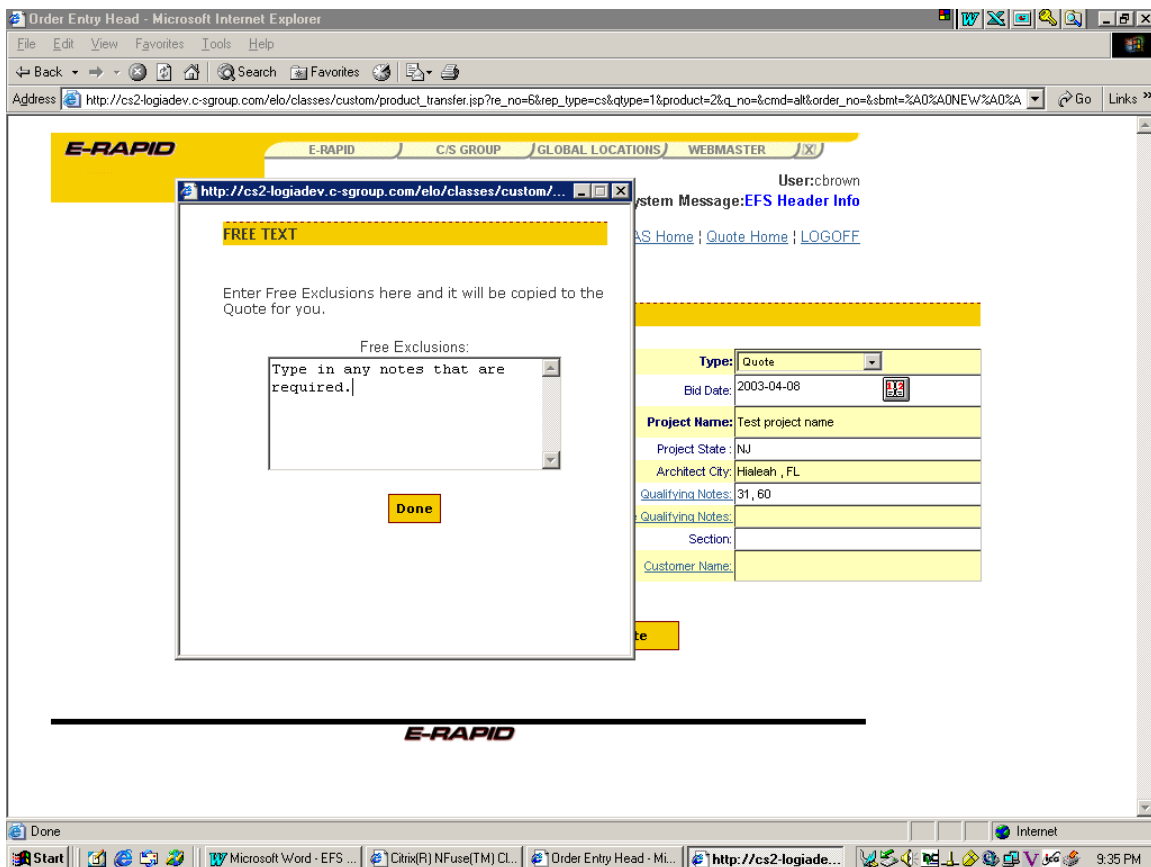 Order Entry Head - Microsoft Internet Explorer
File Edit View Favorites Tools Help
Back Search Favorites
Address http://cs2-logiadev.c-sgroup.com/elo/classes/custom/product_transfer.jsp?re_no=6&rep_type=cs&qtype=1&product=2&q_no=&cmd=alt&order_no=&sbmt=%A0%A0NEW%A0%A Go Links »
E-RAPID E-RAPID C/S GROUP GLOBAL LOCATIONS WEBMASTER X
User:cbrown
ystem Message:EFS Header Info
AS Home ¦ Quote Home ¦ LOGOFF
http://cs2-logiadev.c-sgroup.com/elo/classes/custom/...
FREE TEXT
Enter Free Exclusions here and it will be copied to the
Quote for you.
Free Exclusions:
Type in any notes that are
required.
Done
Type: Quote
Bid Date: 2003-04-08
Project Name: Test project name
Project State : NJ
Architect City: Hialeah , FL
Qualifying Notes: 31, 60
Qualifying Notes:
Section:
Customer Name:
te
E-RAPID
Done Internet
Start W Microsoft Word - EFS ... Citrix(R) NFuse(TM) Cl... Order Entry Head - Mi... http://cs2-logiade... 9:35 PM